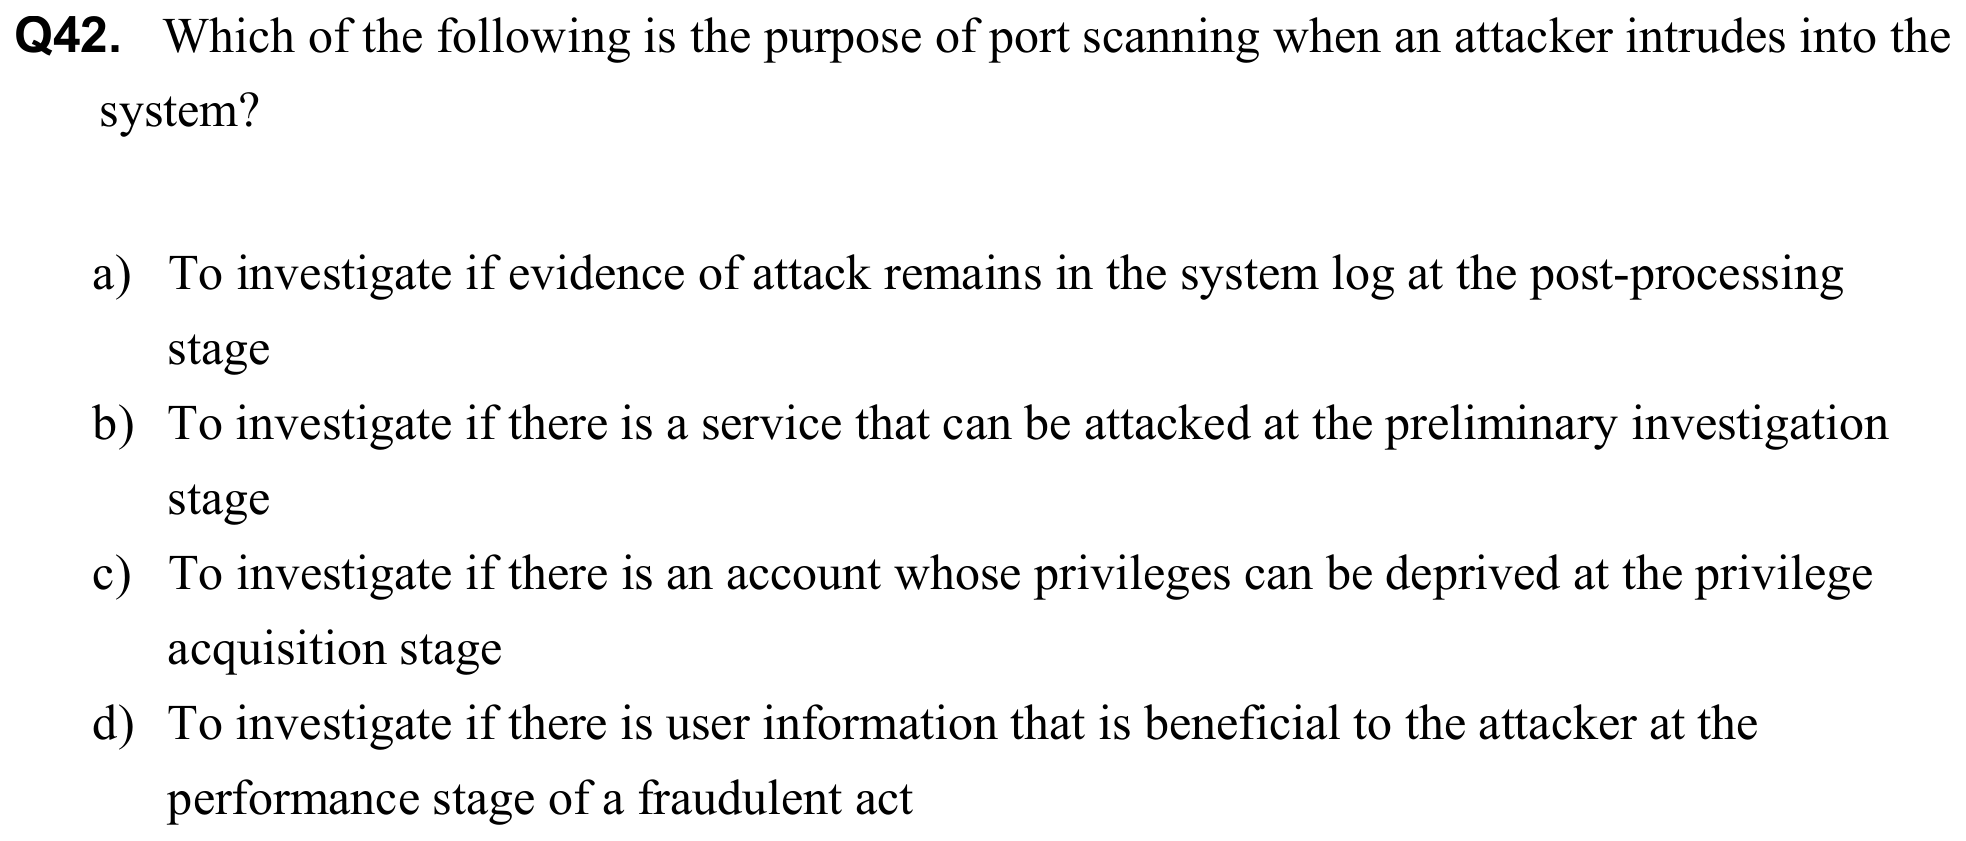 Q42. Which of the following is the purpose of port scanning when an attacker intrudes into the
system?
a) To investigate if evidence of attack remains in the system log at the post-processing
stage
b) To investigate if there is a service that can be attacked at the preliminary investigation
stage
c) To investigate if there is an account whose privileges can be deprived at the privilege
acquisition stage
d) To investigate if there is user information that is beneficial to the attacker at the
performance stage of a fraudulent act